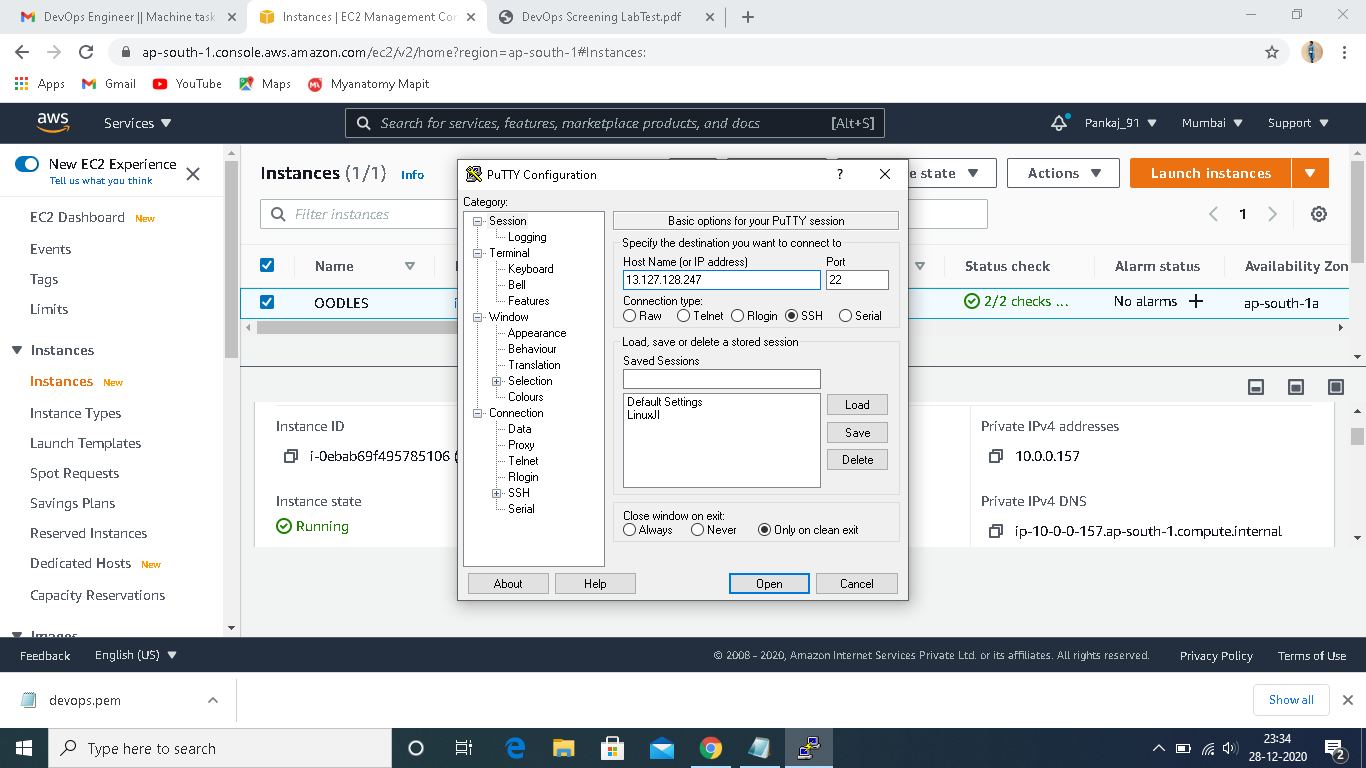 DevOps Engineer || Machine task
Instances | EC2 Management Con
DevOps Screening LabTest.pdf
ap-south-1.console.aws.amazon.com/ec2/v2/home?region=ap-south-1#Instances:
Apps Gmail YouTube Maps Myanatomy Mapit
aws Services Search for services, features, marketplace products, and docs [Alt+S] Pankaj_91 Mumbai Support
New EC2 Experience
Tell us what you think
EC2 Dashboard New
Events
Tags
Limits
Instances
Instances New
Instance Types
Launch Templates
Spot Requests
Savings Plans
Reserved Instances
Dedicated Hosts New
Capacity Reservations
Images
Instances (1/1) Info
e state Actions Launch instances
Filter instances
1
Name Status check Alarm status Availability Zon
OODLES 2/2 checks ... No alarms ap-south-1a
Instance ID
i-0ebab69f495785106 (
Instance state
Running
Private IPv4 addresses
10.0.0.157
Private IPv4 DNS
ip-10-0-0-157.ap-south-1.compute.internal
PuTTY Configuration ?
Category:
Session
Logging
Terminal
Keyboard
Bell
Features
Window
Appearance
Behaviour
Translation
Selection
Colours
Connection
Data
Proxy
Telnet
Rlogin
SSH
Serial
Basic options for your PuTTY session
Specify the destination you want to connect to
Host Name (or IP address) Port
13.127.128.247 22
Connection type:
Raw Telnet Rlogin SSH Serial
Load, save or delete a stored session
Saved Sessions
Default Settings
LinuxJI
Load
Save
Delete
Close window on exit:
Always Never Only on clean exit
About Help Open Cancel
Feedback English (US) © 2008 - 2020, Amazon Internet Services Private Ltd. or its affiliates. All rights reserved. Privacy Policy Terms of Use
devops.pem Show all
Type here to search
23:34
28-12-2020
2